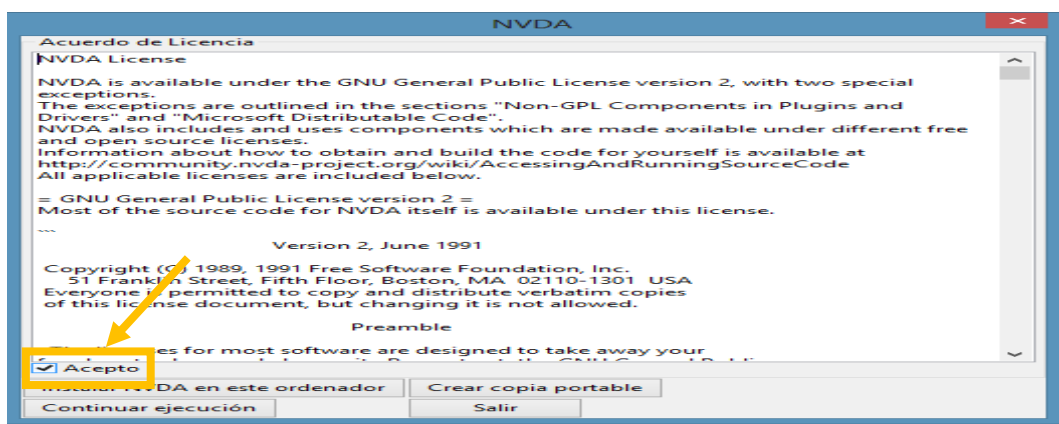 NVDA
Acuerdo de Licencia
NVDA License
NVDA is available under the GNU General Public License version 2, with two special
exceptions.
The exceptions are outlined in the sections "Non-GPL Components in Plugins and
Drivers" and "Microsoft Distributable Code".
NVDA also includes and uses components which are made available under different free
and open source licenses.
Information about how to obtain and build the code for yourself is available at
http://community.nvda-project.org/wiki/AccessingAndRunningSourceCode
All applicable licenses are included below.
= GNU General Public License version 2 =
Most of the source code for NVDA itself is available under this license.
```
Version 2, June 1991
Copyright (C) 1989, 1991 Free Software Foundation, Inc.
51 Franklin Street, Fifth Floor, Boston, MA 02110-1301 USA
Everyone is permitted to copy and distribute verbatim copies
of this license document, but changing it is not allowed.
Preamble
for most software are designed to take away your
Acepto
Instalar NVDA en este ordenador
Crear copia portable
Continuar ejecución
Salir